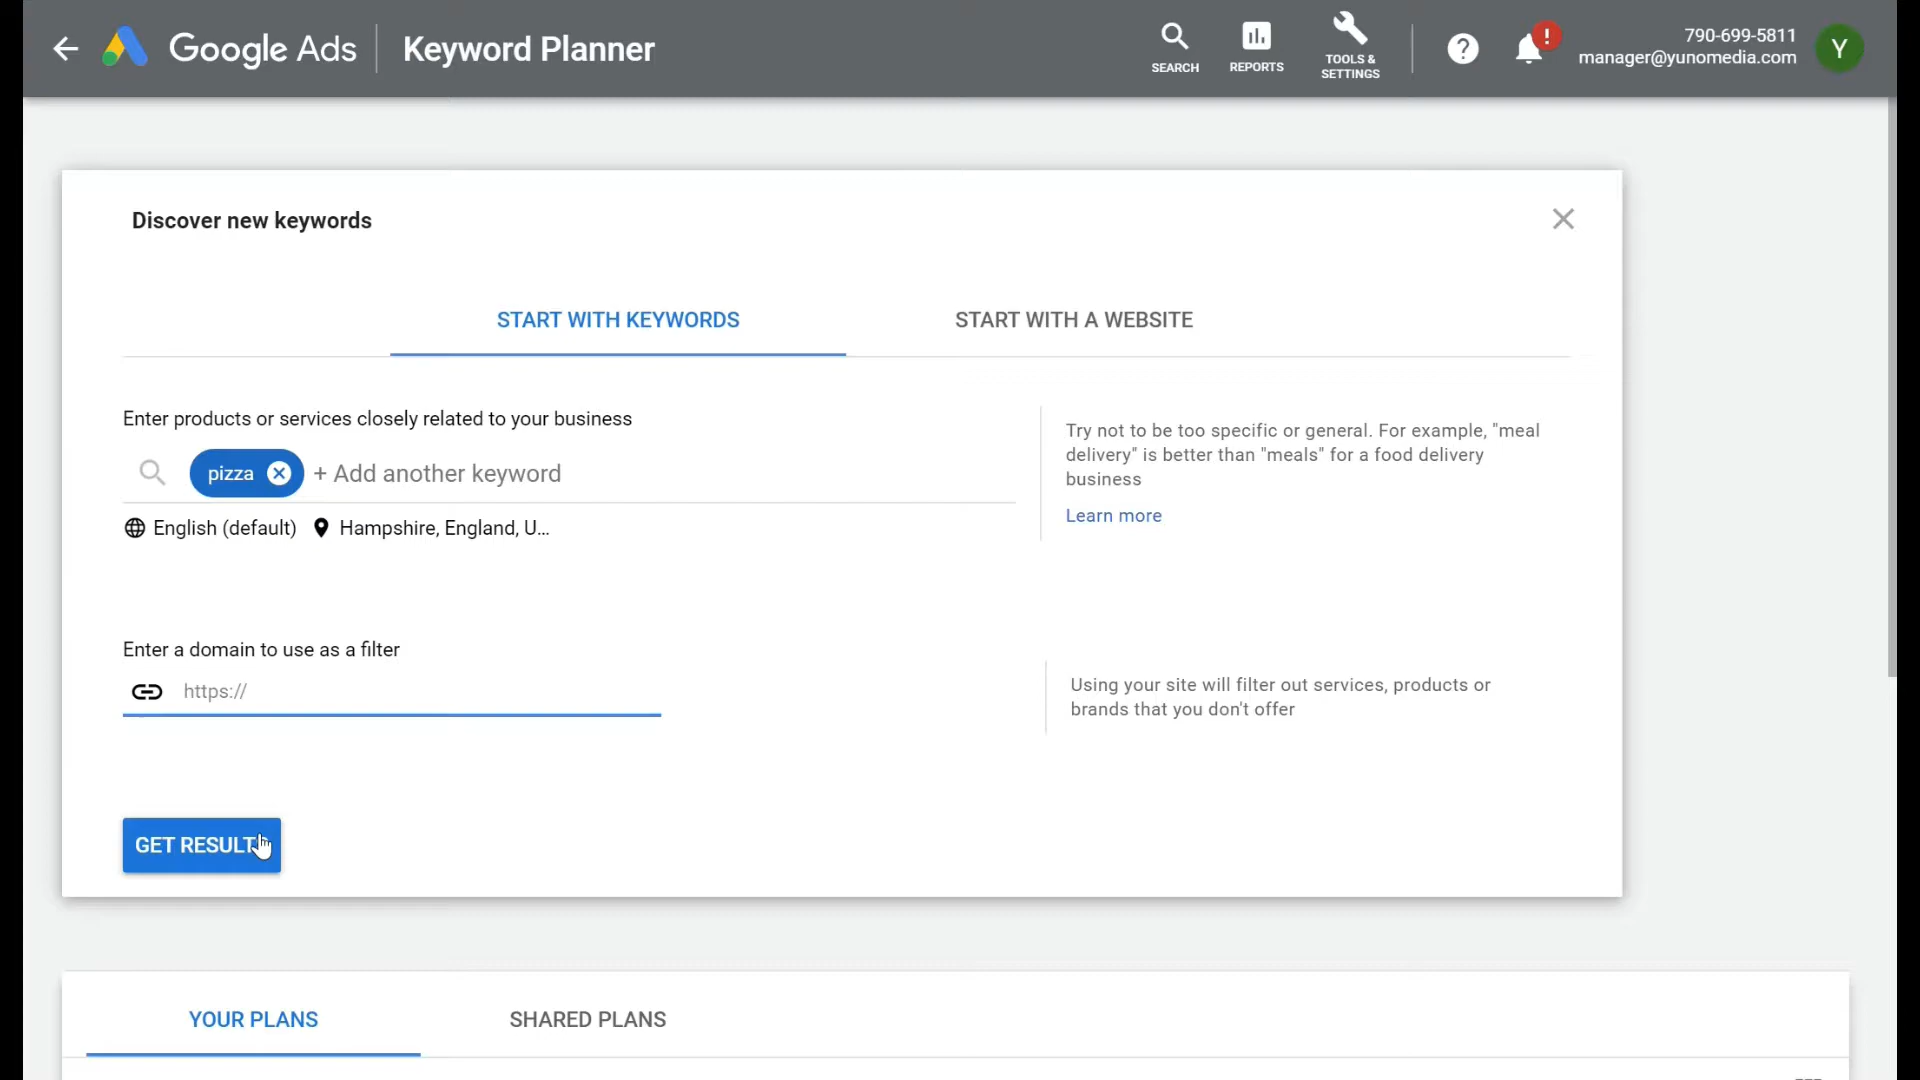 Google Ads
Keyword Planner
SEARCH
REPORTS
TOOLS &
SETTINGS
?
!
790-699-5811
manager@yunomedia.com
Y
Discover new keywords
START WITH KEYWORDS
START WITH A WEBSITE
Enter products or services closely related to your business
pizza
+ Add another keyword
English (default)
Hampshire, England, U...
Try not to be too specific or general. For example, "meal
delivery" is better than "meals" for a food delivery
business
Learn more
Enter a domain to use as a filter
https://
Using your site will filter out services, products or
brands that you don't offer
GET RESULTS
YOUR PLANS
SHARED PLANS